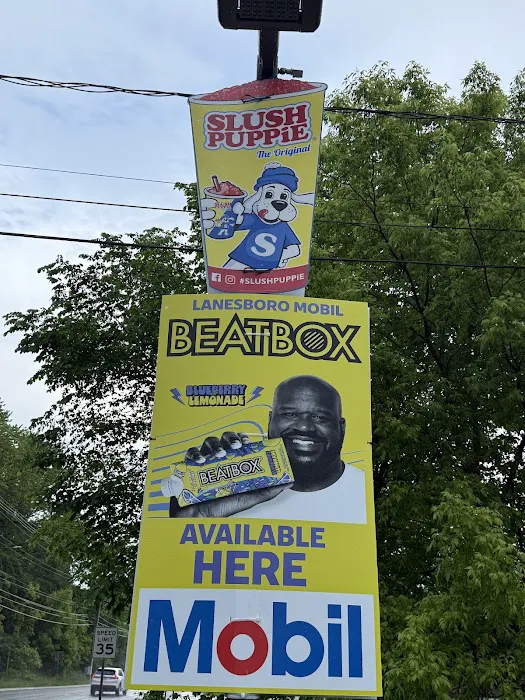 SLUSH
PUPPiE®
The Original
S
#SLUSHPUPPIE
LANESBORO MOBIL
BEATBOX
BLUEBERRY
LEMONADE
BEATBOX
AVAILABLE
HERE
Mobil
SPEED
LIMIT
35